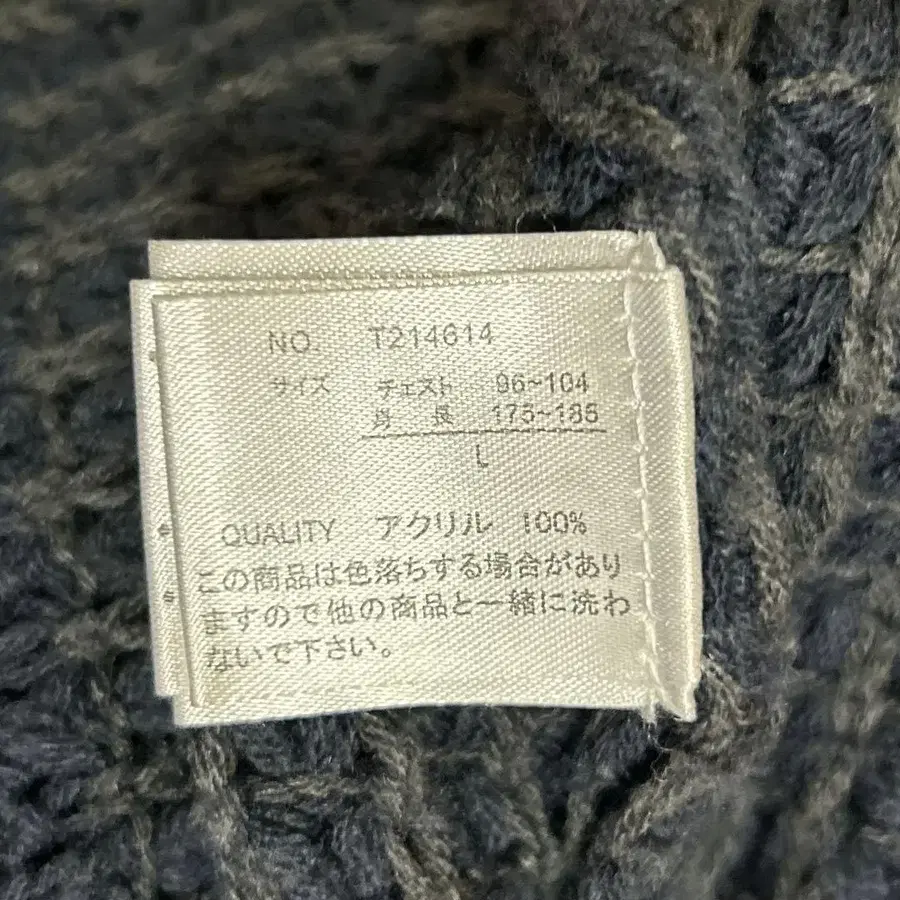 NO. T214614
サイズ チェスト 96~104
身 長 175~185
L
QUALITY アクリル 100%
この商品は色落ちする場合があり
ますので他の商品と一緒に洗わ
ないで下さい。